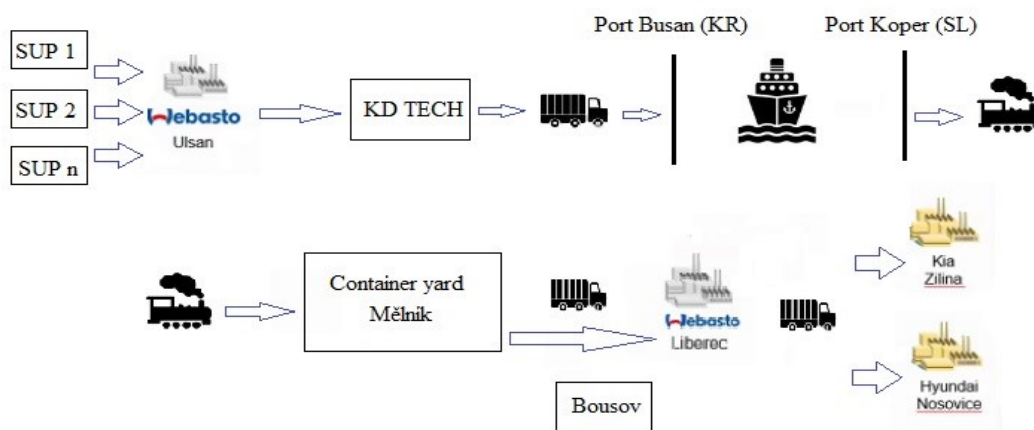 Port Busan (KR)
Port Koper (SL)
SUP 1
SUP 2
SUP n
Webasto
Ulsan
KD TECH
Container yard
Mělník
Webasto
Liberec
Bousov
Kia
Zilina
Hyundai
Nosovice